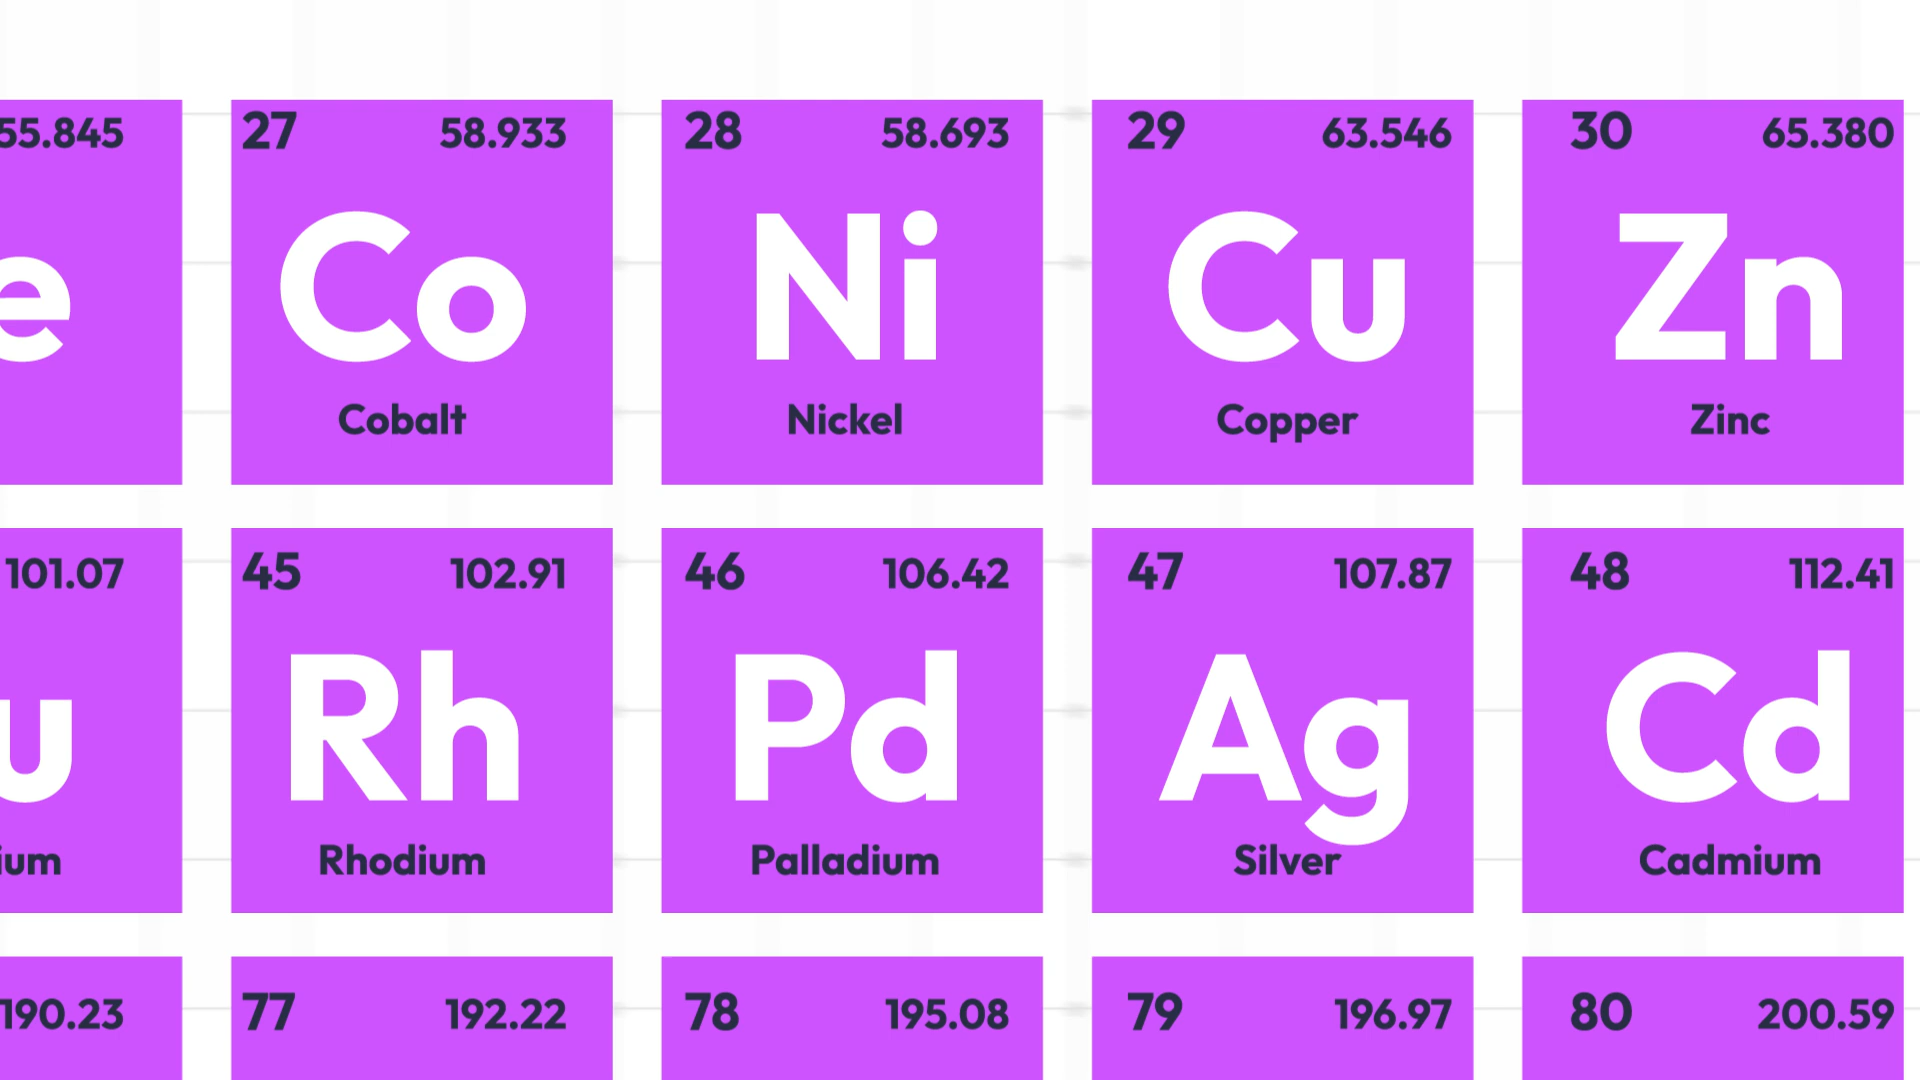 55.845 27 58.933 28 58.693 29 63.546 30 65.380
e Co Ni Cu Zn
Cobalt Nickel Copper Zinc
101.07 45 102.91 46 106.42 47 107.87 48 112.41
u Rh Pd Ag Cd
ium Rhodium Palladium Silver Cadmium
190.23 77 192.22 78 195.08 79 196.97 80 200.59